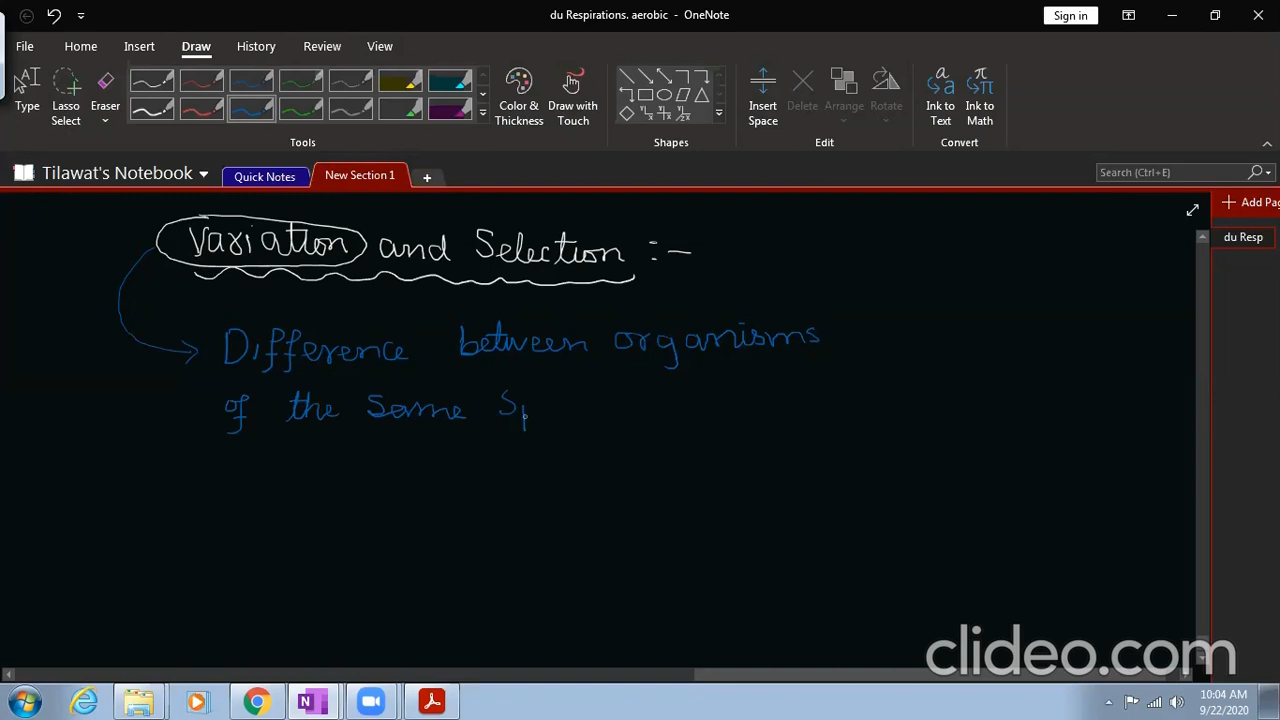 du Respirations. aerobic - OneNote
Sign in
File Home Insert Draw History Review View
Type Lasso Select Eraser Color & Thickness Draw with Touch Insert Space Delete Arrange Rotate Ink to Text Ink to Math
Tools Shapes Edit Convert
Tilawat's Notebook Quick Notes New Section 1 Search (Ctrl+E)
Add Pag
du Resp
Variation and Selection :-
Difference between organisms
of the same Sp
clideo.com
10:04 AM
9/22/2020